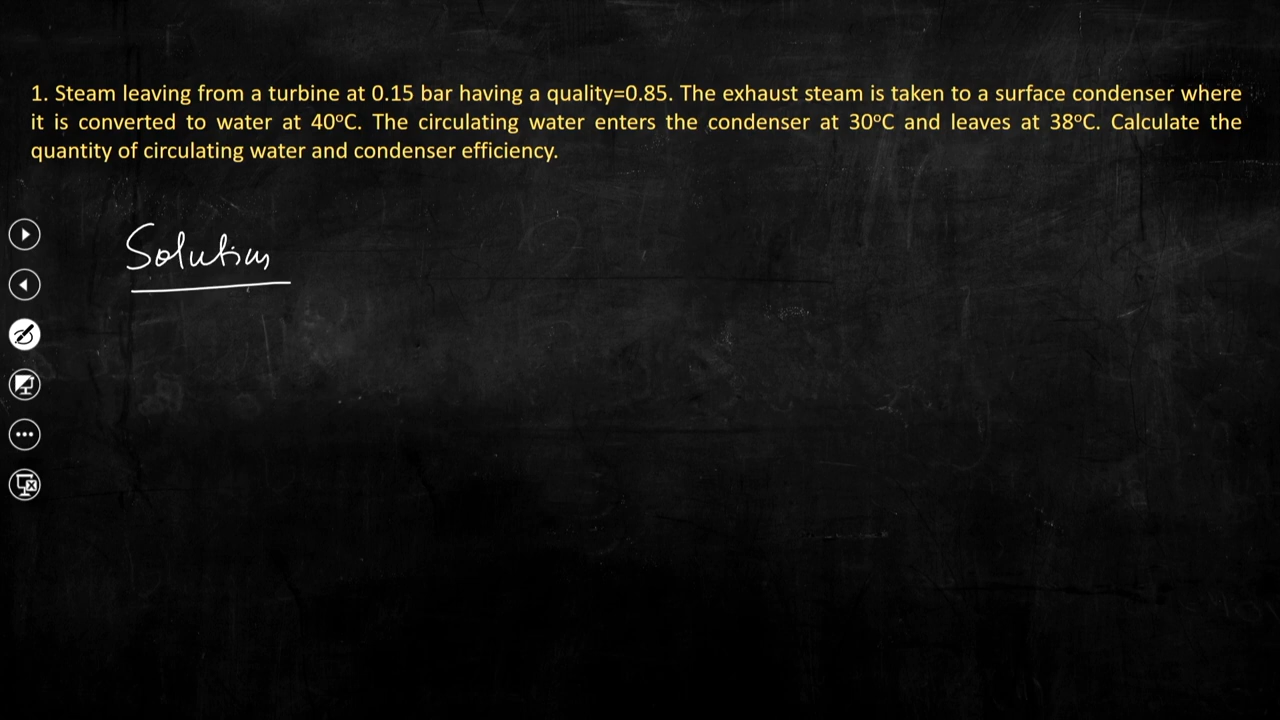 1. Steam leaving from a turbine at 0.15 bar having a quality=0.85. The exhaust steam is taken to a surface condenser where
it is converted to water at 40°C. The circulating water enters the condenser at 30°C and leaves at 38°C. Calculate the
quantity of circulating water and condenser efficiency.
Solution